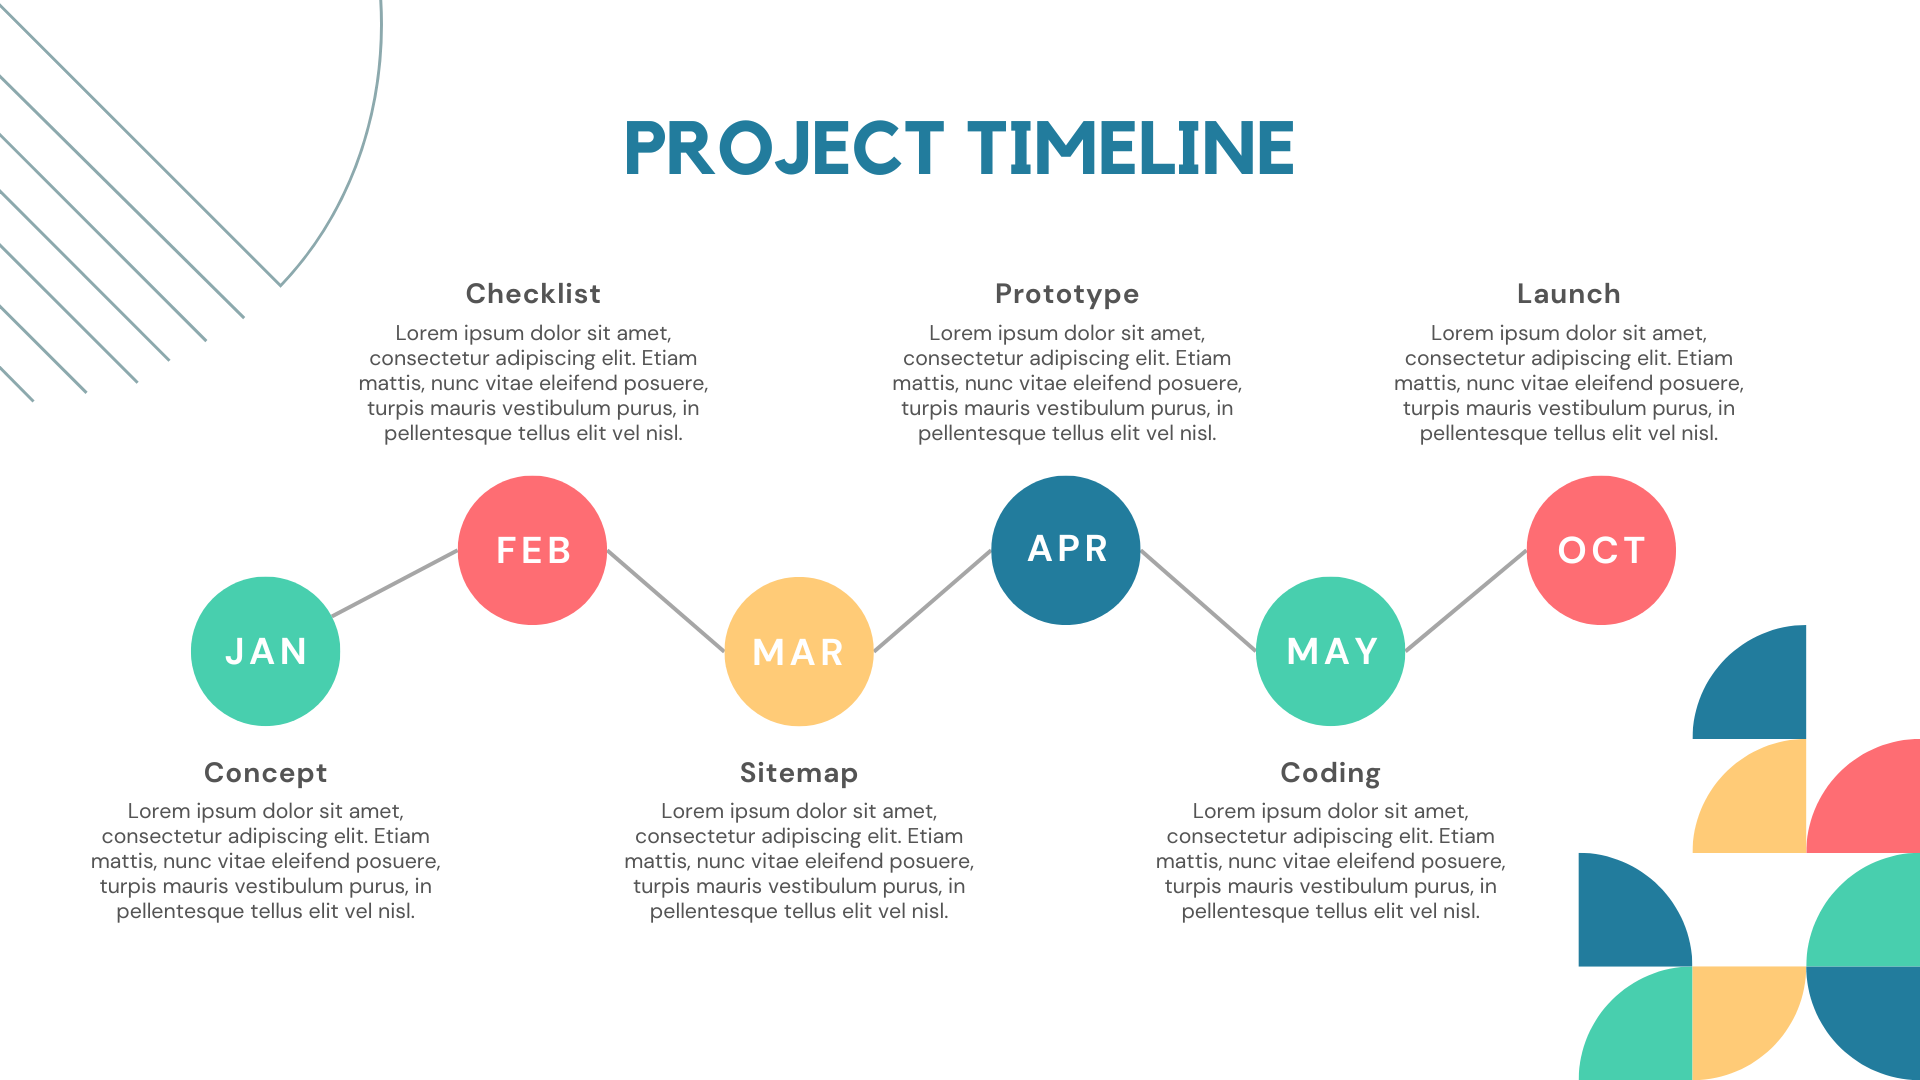 PROJECT TIMELINE
Checklist
Lorem ipsum dolor sit amet,
consectetur adipiscing elit. Etiam
mattis, nunc vitae eleifend posuere,
turpis mauris vestibulum purus, in
pellentesque tellus elit vel nisl.
Prototype
Lorem ipsum dolor sit amet,
consectetur adipiscing elit. Etiam
mattis, nunc vitae eleifend posuere,
turpis mauris vestibulum purus, in
pellentesque tellus elit vel nisl.
Launch
Lorem ipsum dolor sit amet,
consectetur adipiscing elit. Etiam
mattis, nunc vitae eleifend posuere,
turpis mauris vestibulum purus, in
pellentesque tellus elit vel nisl.
JAN
FEB
MAR
APR
MAY
OCT
Concept
Lorem ipsum dolor sit amet,
consectetur adipiscing elit. Etiam
mattis, nunc vitae eleifend posuere,
turpis mauris vestibulum purus, in
pellentesque tellus elit vel nisl.
Sitemap
Lorem ipsum dolor sit amet,
consectetur adipiscing elit. Etiam
mattis, nunc vitae eleifend posuere,
turpis mauris vestibulum purus, in
pellentesque tellus elit vel nisl.
Coding
Lorem ipsum dolor sit amet,
consectetur adipiscing elit. Etiam
mattis, nunc vitae eleifend posuere,
turpis mauris vestibulum purus, in
pellentesque tellus elit vel nisl.